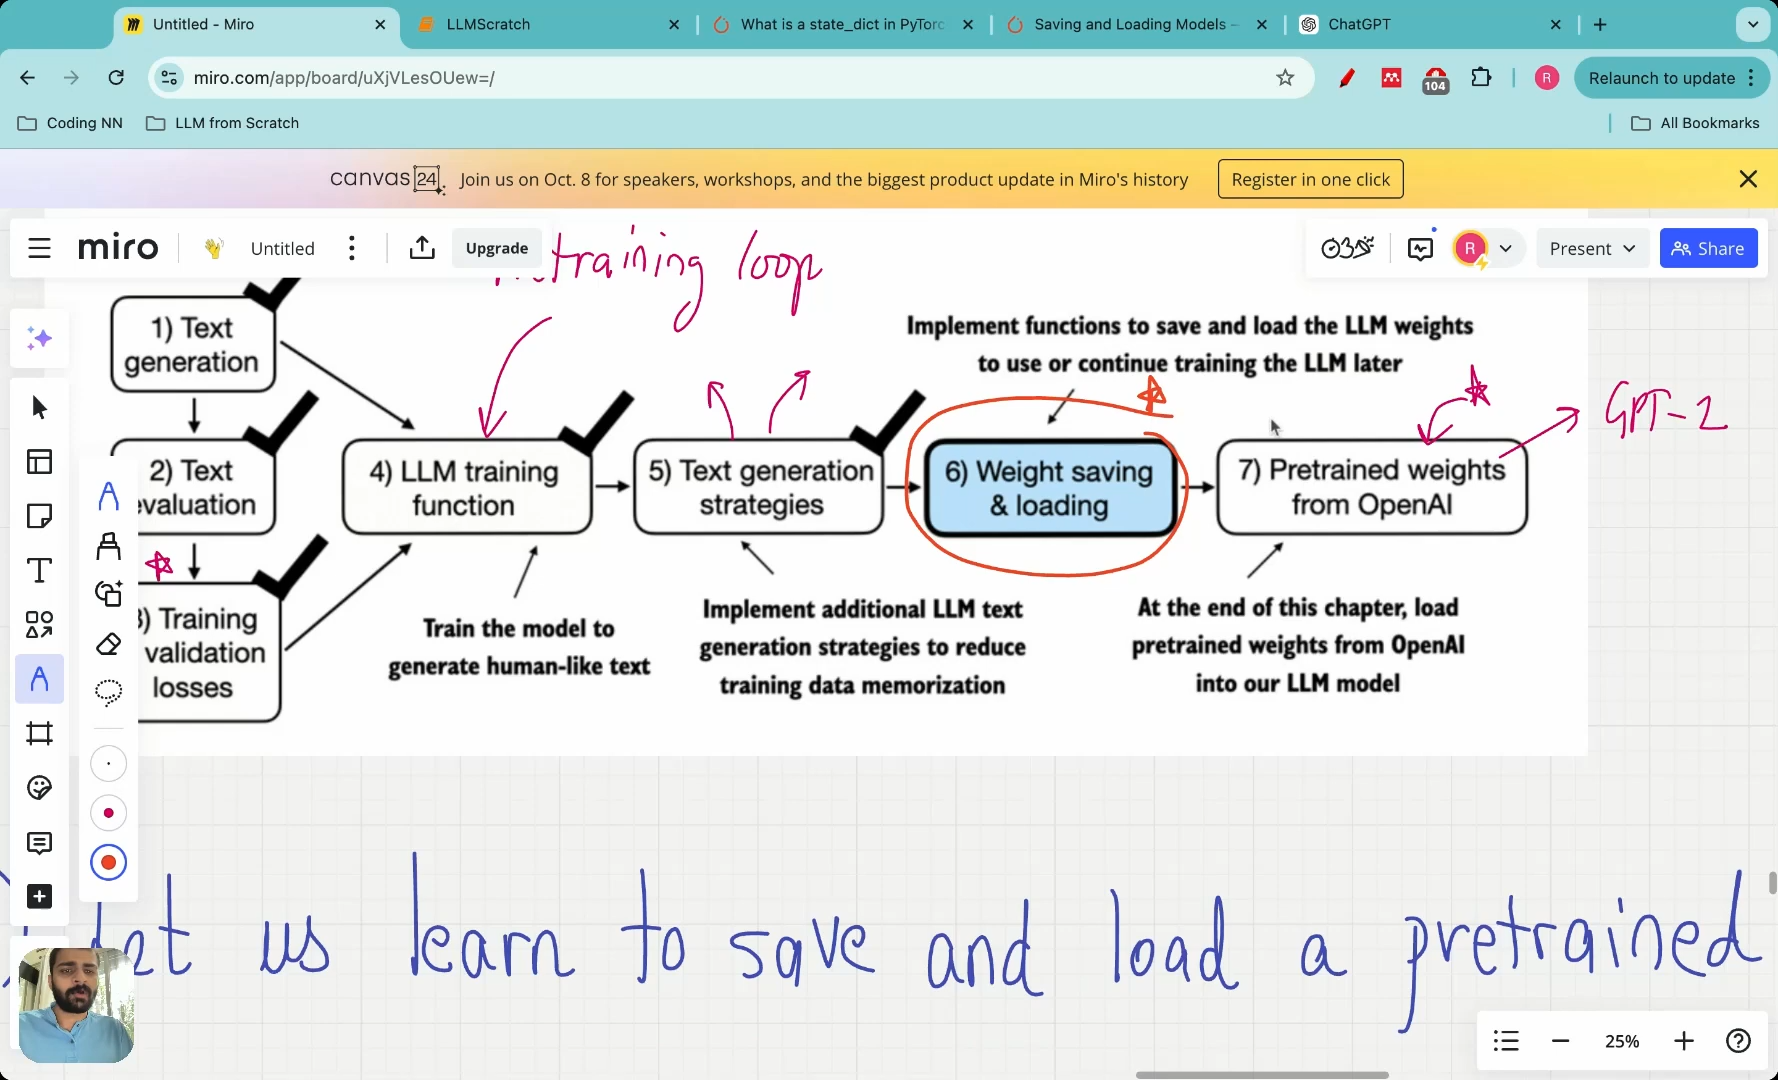 Untitled - Miro
LLMScratch
What is a state_dict in PyTorc
Saving and Loading Models -
ChatGPT
miro.com/app/board/uXjVLesOUew=/
104
R
Relaunch to update
Coding NN
LLM from Scratch
All Bookmarks
canvas 24
Join us on Oct. 8 for speakers, workshops, and the biggest product update in Miro's history
Register in one click
miro
Untitled
Upgrade
R
Present
Share
training loop
1) Text
generation
Implement functions to save and load the LLM weights
to use or continue training the LLM later
GPT-2
2) Text
evaluation
4) LLM training
function
5) Text generation
strategies
6) Weight saving
& loading
7) Pretrained weights
from OpenAI
) Training
validation
losses
Train the model to
generate human-like text
Implement additional LLM text
generation strategies to reduce
training data memorization
At the end of this chapter, load
pretrained weights from OpenAI
into our LLM model
Let us learn to save and load a pretrained
25%